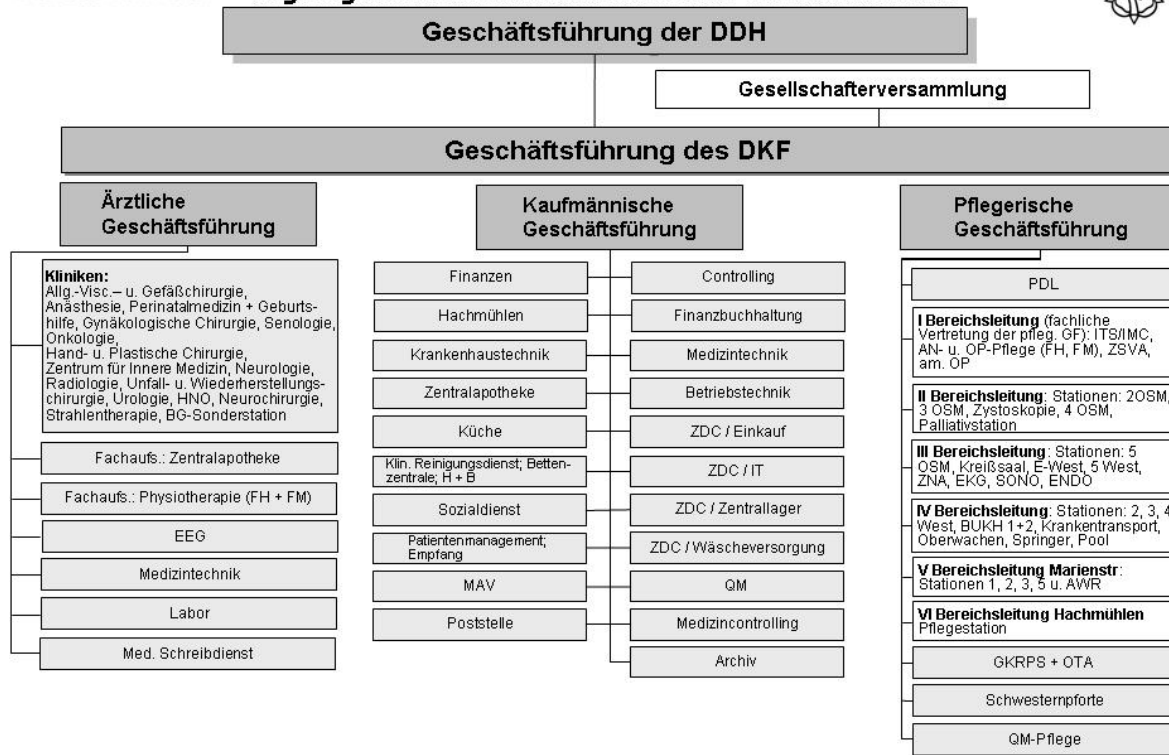 Geschäftsführung der DDH
Gesellschafterversammlung
Geschäftsführung des DKF
Ärztliche
Geschäftsführung
Kliniken:
Allg.-Visc.– u. Gefäßchirurgie,
Anästhesie, Perinatalmedizin + Geburts-
hilfe, Gynäkologische Chirurgie, Senologie,
Onkologie,
Hand- u. Plastische Chirurgie,
Zentrum für Innere Medizin, Neurologie,
Radiologie, Unfall- u. Wiederherstellungs-
chirurgie, Urologie, HNO, Neurochirurgie,
Strahlentherapie, BG-Sonderstation
Fachaufs.: Zentralapotheke
Fachaufs.: Physiotherapie (FH + FM)
EEG
Medizintechnik
Labor
Med. Schreibdienst
Kaufmännische
Geschäftsführung
Finanzen
Hachmühlen
Krankenhaustechnik
Zentralapotheke
Küche
Klin. Reinigungsdienst; Betten-
zentrale; H + B
Sozialdienst
Patientenmanagement;
Empfang
MAV
Poststelle
Controlling
Finanzbuchhaltung
Medizintechnik
Betriebstechnik
ZDC / Einkauf
ZDC / IT
ZDC / Zentrallager
ZDC / Wäscheversorgung
QM
Medizincontrolling
Archiv
Pflegerische
Geschäftsführung
PDL
I Bereichsleitung (fachliche
Vertretung der pfleg. GF): ITS/IMC,
AN- u. OP-Pflege (FH, FM), ZSVA,
am. OP
II Bereichsleitung: Stationen: 2OSM,
3 OSM, Zystoskopie, 4 OSM,
Palliativstation
III Bereichsleitung: Stationen: 5
OSM, Kreißsaal, E-West, 5 West,
ZNA, EKG, SONO, ENDO
IV Bereichsleitung: Stationen: 2, 3, 4
West, BUKH 1+2, Krankentransport,
Oberwachen, Springer, Pool
V Bereichsleitung Marienstr:
Stationen 1, 2, 3, 5 u. AWR
VI Bereichsleitung Hachmühlen
Pflegestation
GKRPS + OTA
Schwesternpforte
QM-Pflege